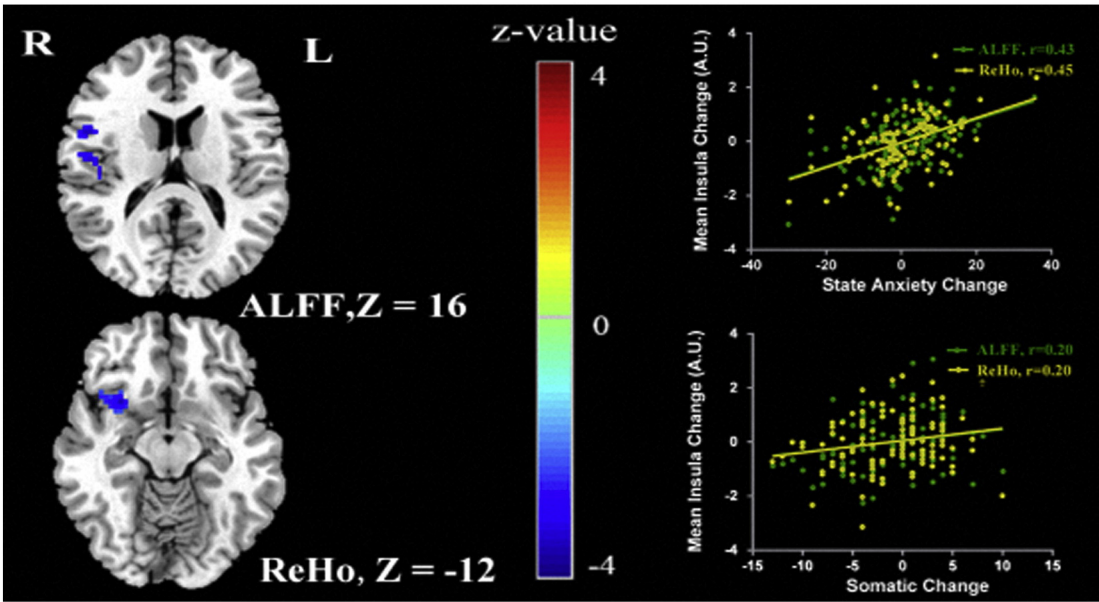 R
L
ALFF,Z = 16
ReHo, Z = -12
z-value
4
0
-4
Mean Insula Change (A.U.)
4
2
0
-2
-4
ALFF, r=0.43
ReHo, r=0.45
-40
-20
0
20
40
State Anxiety Change
Mean Insula Change (A.U.)
4
2
0
-2
-4
ALFF, r=0.20
ReHo, r=0.20
-15
-10
-5
0
5
10
15
Somatic Change